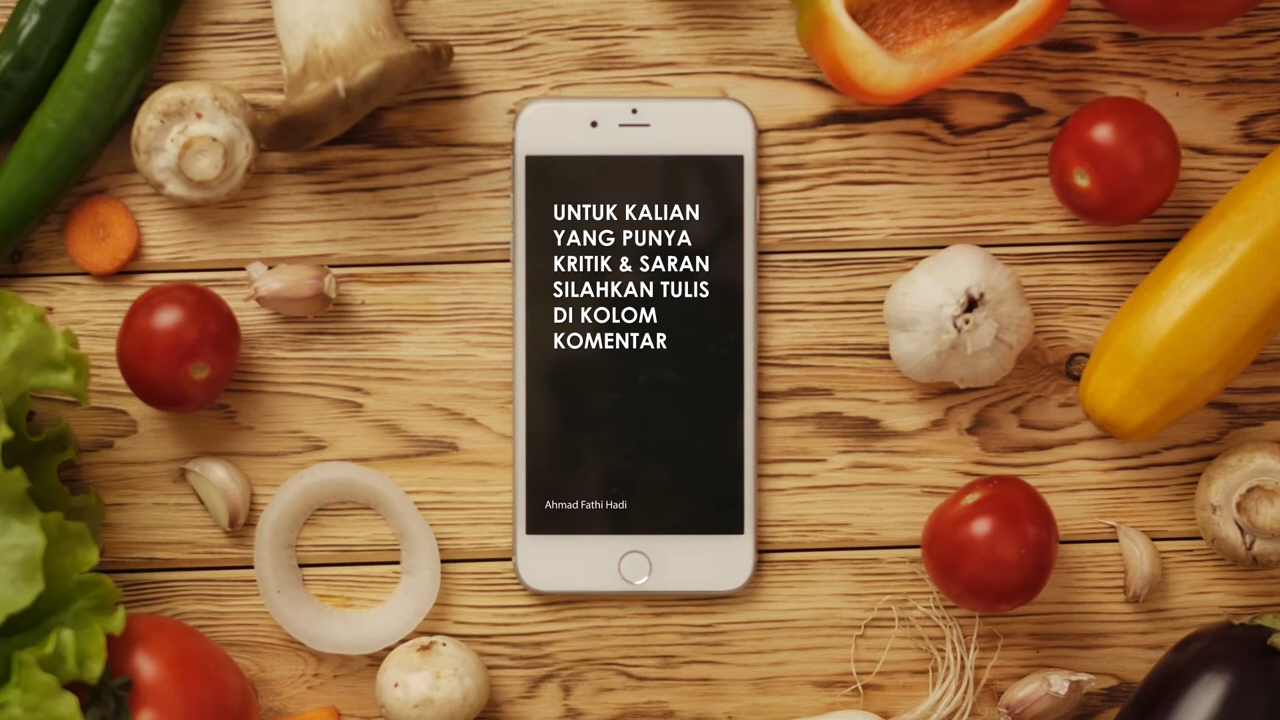 UNTUK KALIAN
YANG PUNYA
KRITIK & SARAN
SILAHKAN TULIS
DI KOLOM
KOMENTAR
Ahmad Fathi Hadi